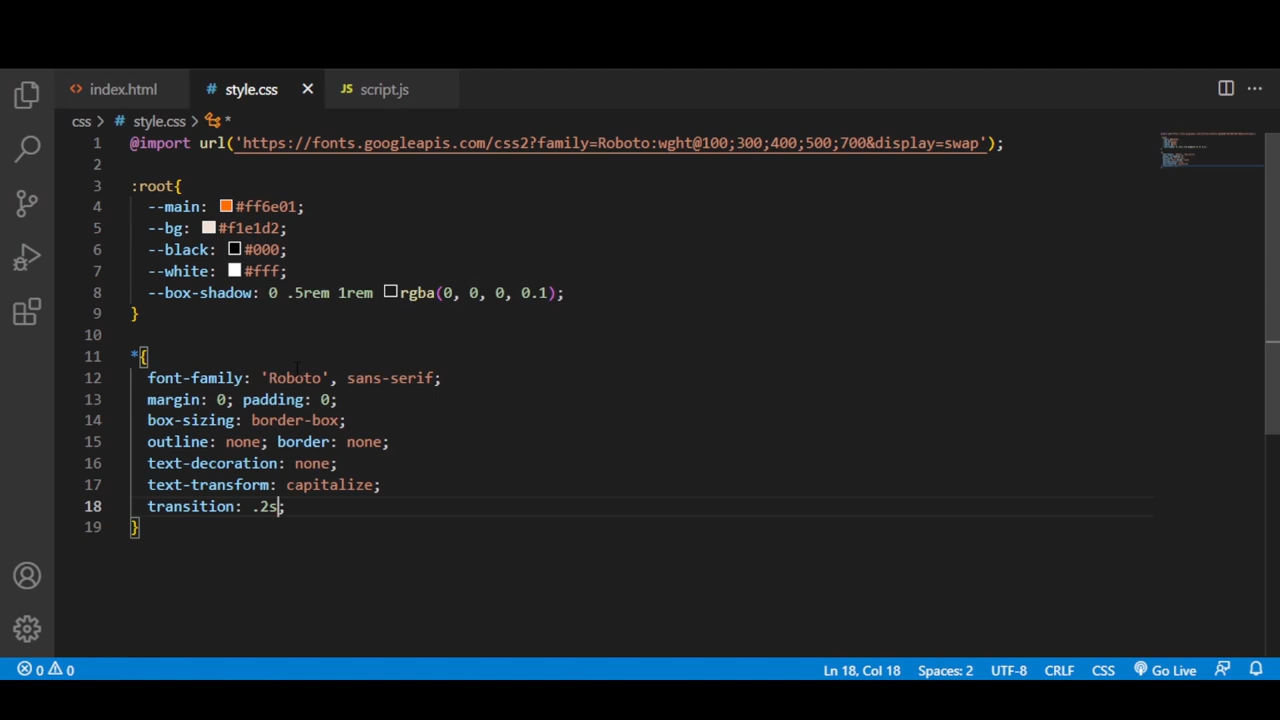 index.html style.css script.js
css > style.css > *
1 @import url('https://fonts.googleapis.com/css2?family=Roboto:wght@100;300;400;500;700&display=swap');
2
3 :root{
4 --main: #ff6e01;
5 --bg: #f1e1d2;
6 --black: #000;
7 --white: #fff;
8 --box-shadow: 0 .5rem 1rem rgba(0, 0, 0, 0.1);
9 }
10
11 *{
12 font-family: 'Roboto', sans-serif;
13 margin: 0; padding: 0;
14 box-sizing: border-box;
15 outline: none; border: none;
16 text-decoration: none;
17 text-transform: capitalize;
18 transition: .2s;
19 }
0 0 Ln 18, Col 18 Spaces: 2 UTF-8 CRLF CSS Go Live